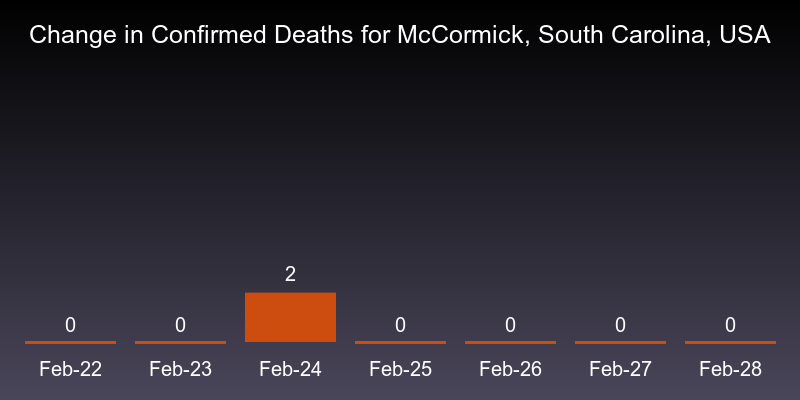 Change in Confirmed Deaths for McCormick, South Carolina, USA
2
0 0 0 0 0 0
Feb-22 Feb-23 Feb-24 Feb-25 Feb-26 Feb-27 Feb-28